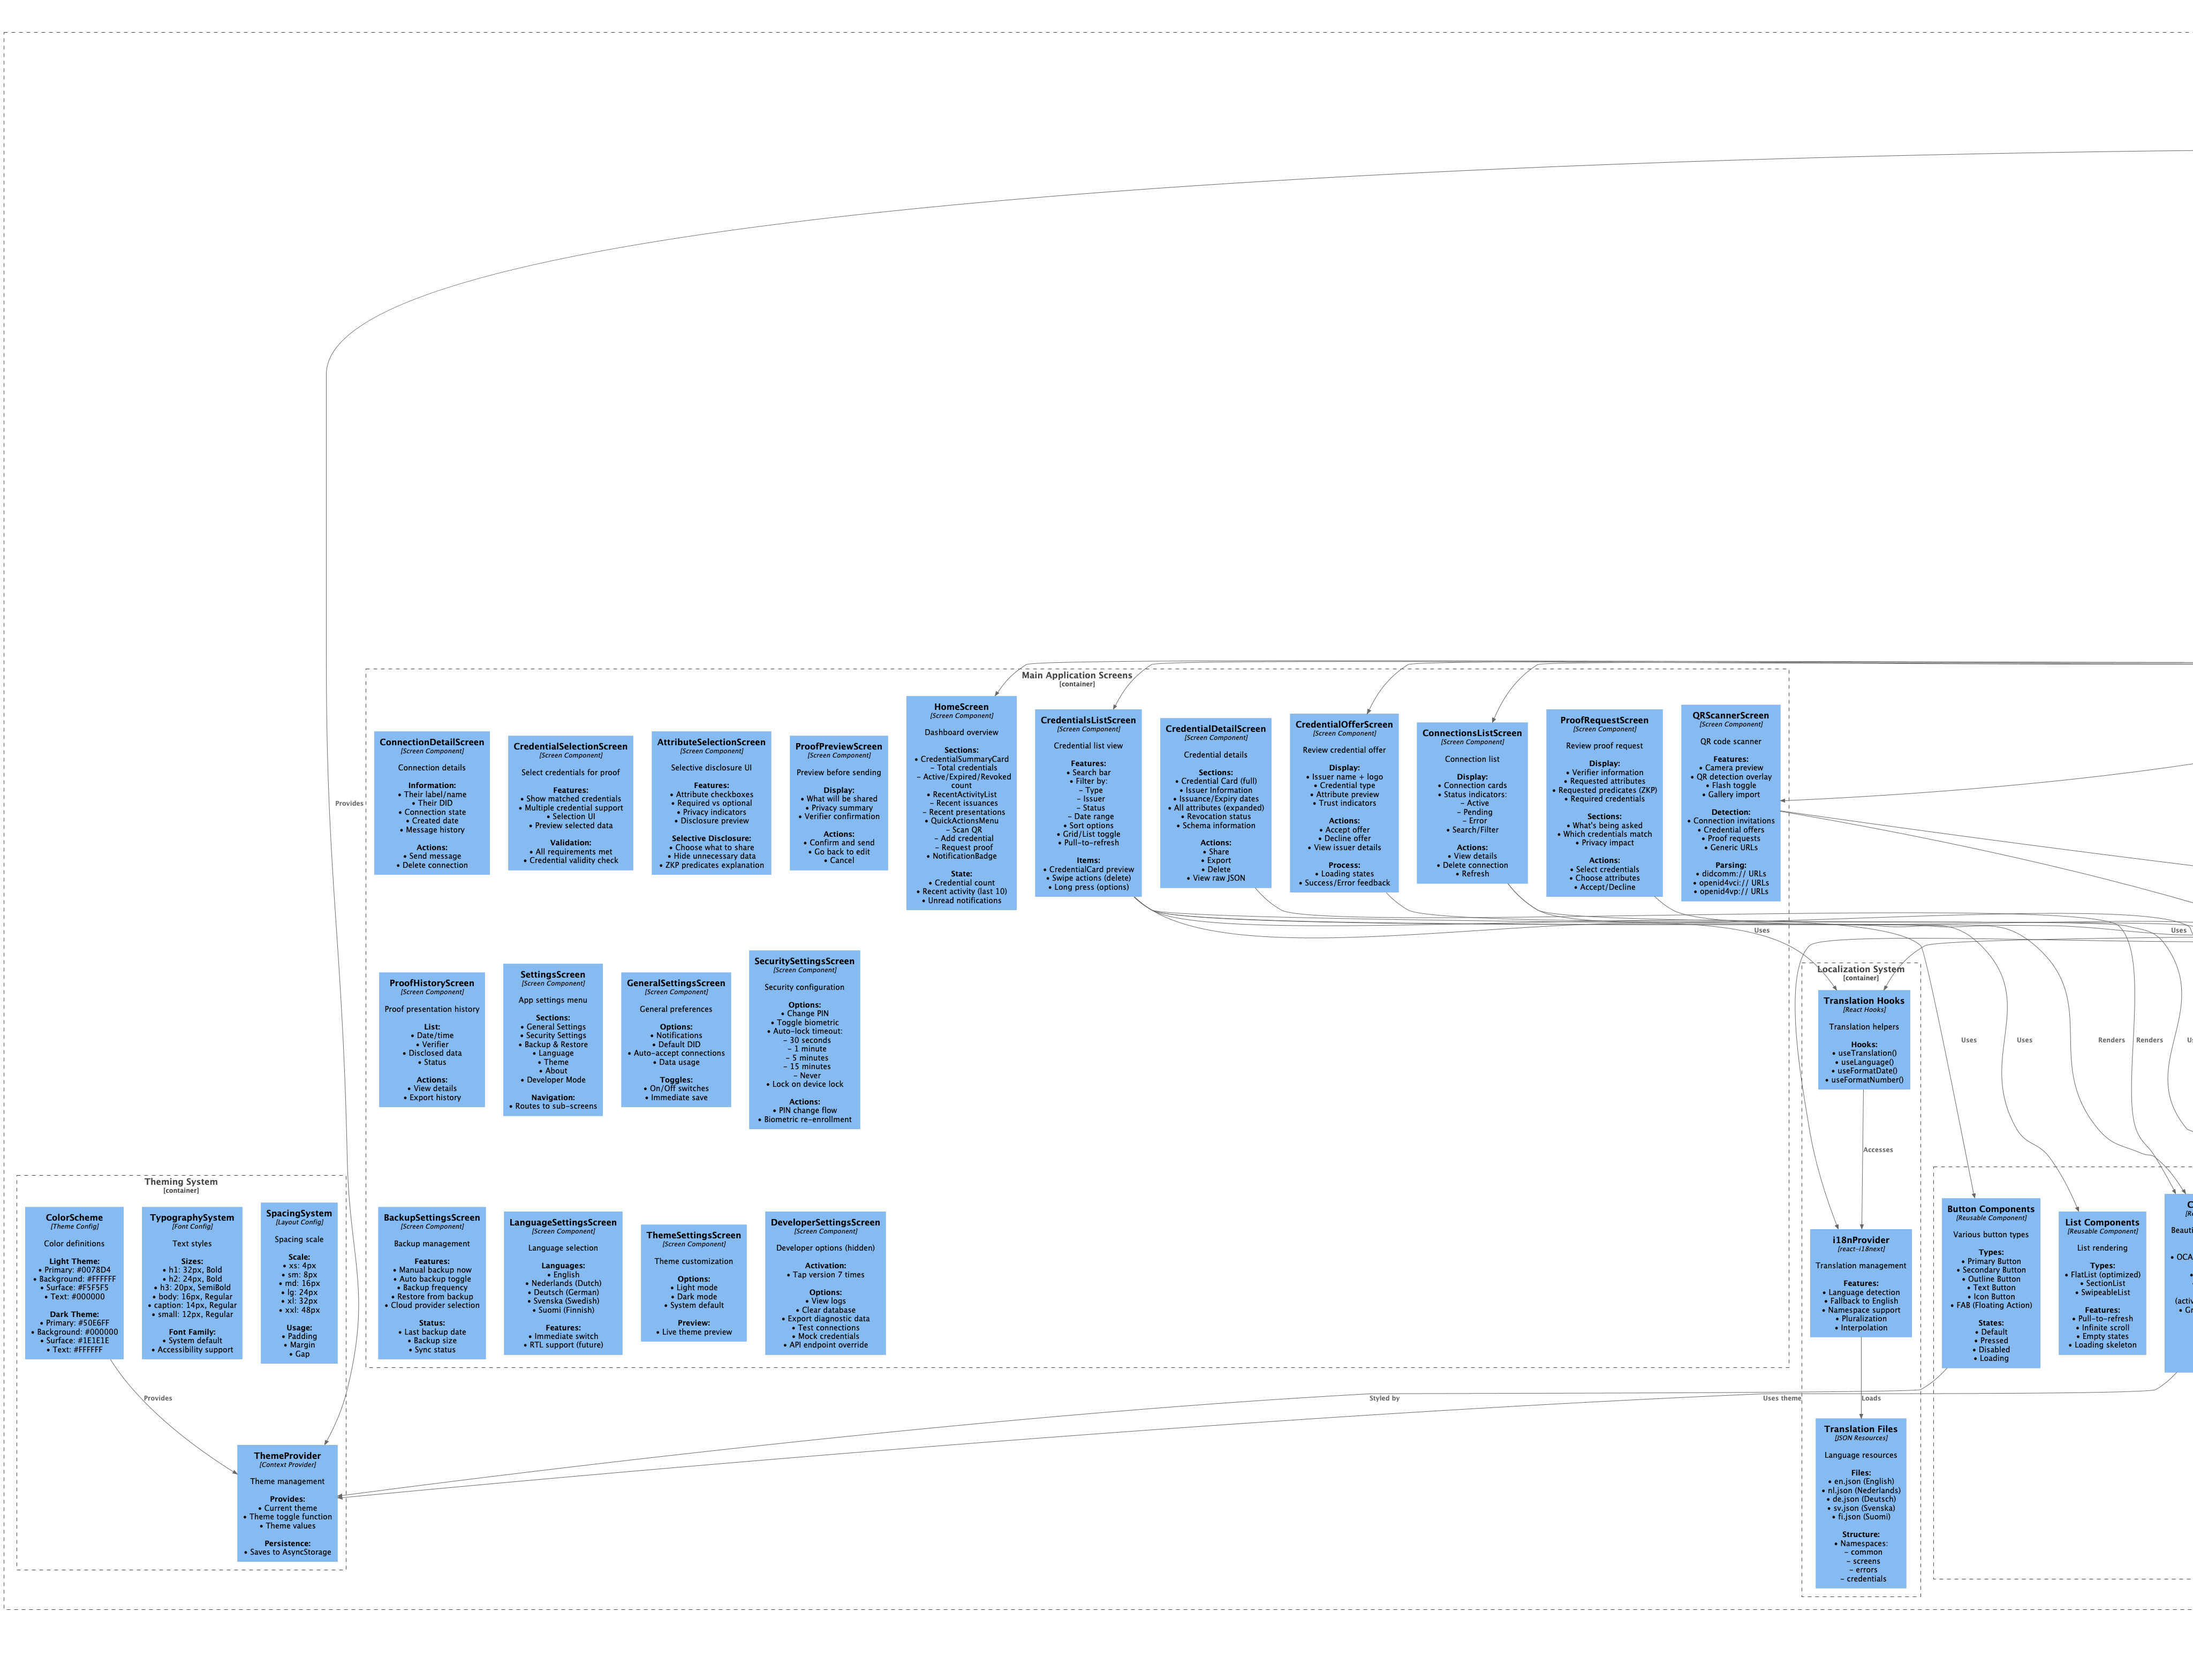 Provides
Main Application Screens
[container]
ConnectionDetailScreen
[Screen Component]
Connection details
Information:
• Their label/name
• Their DID
• Connection state
• Created date
• Message history
Actions:
• Send message
• Delete connection
CredentialSelectionScreen
[Screen Component]
Select credentials for proof
Features:
• Show matched credentials
• Multiple credential support
• Selection UI
• Preview selected data
Validation:
• All requirements met
• Credential validity check
AttributeSelectionScreen
[Screen Component]
Selective disclosure UI
Features:
• Attribute checkboxes
• Required vs optional
• Privacy indicators
• Disclosure preview
Selective Disclosure:
• Choose what to share
• Hide unnecessary data
• ZKP predicates explanation
ProofPreviewScreen
[Screen Component]
Preview before sending
Display:
• What will be shared
• Privacy summary
• Verifier confirmation
Actions:
• Confirm and send
• Go back to edit
• Cancel
HomeScreen
[Screen Component]
Dashboard overview
Sections:
• CredentialSummaryCard
– Total credentials
– Active/Expired/Revoked
count
• RecentActivityList
– Recent issuances
– Recent presentations
• QuickActionsMenu
– Scan QR
– Add credential
– Request proof
• NotificationBadge
State:
• Credential count
• Recent activity (last 10)
• Unread notifications
CredentialsListScreen
[Screen Component]
Credential list view
Features:
• Search bar
• Filter by:
– Type
– Issuer
– Status
– Date range
• Sort options
• Grid/List toggle
• Pull-to-refresh
Items:
• CredentialCard preview
• Swipe actions (delete)
• Long press (options)
CredentialDetailScreen
[Screen Component]
Credential details
Sections:
• Credential Card (full)
• Issuer Information
• Issuance/Expiry dates
• All attributes (expanded)
• Revocation status
• Schema information
Actions:
• Share
• Export
• Delete
• View raw JSON
CredentialOfferScreen
[Screen Component]
Review credential offer
Display:
• Issuer name + logo
• Credential type
• Attribute preview
• Trust indicators
Actions:
• Accept offer
• Decline offer
• View issuer details
Process:
• Loading states
• Success/Error feedback
ConnectionsListScreen
[Screen Component]
Connection list
Display:
• Connection cards
• Status indicators:
– Active
– Pending
– Error
• Search/Filter
Actions:
• View details
• Delete connection
• Refresh
ProofRequestScreen
[Screen Component]
Review proof request
Display:
• Verifier information
• Requested attributes
• Requested predicates (ZKP)
• Required credentials
Sections:
• What's being asked
• Which credentials match
• Privacy impact
Actions:
• Select credentials
• Choose attributes
• Accept/Decline
QRScannerScreen
[Screen Component]
QR code scanner
Features:
• Camera preview
• QR detection overlay
• Flash toggle
• Gallery import
Detection:
• Connection invitations
• Credential offers
• Proof requests
• Generic URLs
Parsing:
• didcomm:// URLs
• openid4vci:// URLs
• openid4vp:// URLs
ProofHistoryScreen
[Screen Component]
Proof presentation history
List:
• Date/time
• Verifier
• Disclosed data
• Status
Actions:
• View details
• Export history
SettingsScreen
[Screen Component]
App settings menu
Sections:
• General Settings
• Security Settings
• Backup & Restore
• Language
• Theme
• About
• Developer Mode
Navigation:
• Routes to sub-screens
GeneralSettingsScreen
[Screen Component]
General preferences
Options:
• Notifications
• Default DID
• Auto-accept connections
• Data usage
Toggles:
• On/Off switches
• Immediate save
SecuritySettingsScreen
[Screen Component]
Security configuration
Options:
• Change PIN
• Toggle biometric
• Auto-lock timeout:
– 30 seconds
– 1 minute
– 5 minutes
– 15 minutes
– Never
• Lock on device lock
Actions:
• PIN change flow
• Biometric re-enrollment
BackupSettingsScreen
[Screen Component]
Backup management
Features:
• Manual backup now
• Auto backup toggle
• Backup frequency
• Restore from backup
• Cloud provider selection
Status:
• Last backup date
• Backup size
• Sync status
LanguageSettingsScreen
[Screen Component]
Language selection
Languages:
• English
• Nederlands (Dutch)
• Deutsch (German)
• Svenska (Swedish)
• Suomi (Finnish)
Features:
• Immediate switch
• RTL support (future)
ThemeSettingsScreen
[Screen Component]
Theme customization
Options:
• Light mode
• Dark mode
• System default
Preview:
• Live theme preview
DeveloperSettingsScreen
[Screen Component]
Developer options (hidden)
Activation:
• Tap version 7 times
Options:
• View logs
• Clear database
• Export diagnostic data
• Test connections
• Mock credentials
• API endpoint override
Theming System
[container]
ColorScheme
[Theme Config]
Color definitions
Light Theme:
• Primary: #0078D4
• Background: #FFFFFF
• Surface: #F5F5F5
• Text: #000000
Dark Theme:
• Primary: #50E6FF
• Background: #000000
• Surface: #1E1E1E
• Text: #FFFFFF
TypographySystem
[Font Config]
Text styles
Sizes:
• h1: 32px, Bold
• h2: 24px, Bold
• h3: 20px, SemiBold
• body: 16px, Regular
• caption: 14px, Regular
• small: 12px, Regular
Font Family:
• System default
• Accessibility support
SpacingSystem
[Layout Config]
Spacing scale
Scale:
• xs: 4px
• sm: 8px
• md: 16px
• lg: 24px
• xl: 32px
• xxl: 48px
Usage:
• Padding
• Margin
• Gap
Provides
ThemeProvider
[Context Provider]
Theme management
Provides:
• Current theme
• Theme toggle function
• Theme values
Persistence:
• Saves to AsyncStorage
Styled by
Uses theme
Uses
Uses
Localization System
[container]
Translation Hooks
[React Hooks]
Translation helpers
Hooks:
• useTranslation()
• useLanguage()
• useFormatDate()
• useFormatNumber()
Accesses
i18nProvider
[react-i18next]
Translation management
Features:
• Language detection
• Fallback to English
• Namespace support
• Pluralization
• Interpolation
Loads
Translation Files
[JSON Resources]
Language resources
Files:
• en.json (English)
• nl.json (Nederlands)
• de.json (Deutsch)
• sv.json (Svenska)
• fi.json (Suomi)
Structure:
• Namespaces:
– common
– screens
– errors
– credentials
Uses
Uses
Renders
Renders
Button Components
[Reusable Component]
Various button types
Types:
• Primary Button
• Secondary Button
• Outline Button
• Text Button
• Icon Button
• FAB (Floating Action)
States:
• Default
• Pressed
• Disabled
• Loading
List Components
[Reusable Component]
List rendering
Types:
• FlatList (optimized)
• SectionList
• SwipeableList
Features:
• Pull-to-refresh
• Infinite scroll
• Empty states
• Loading skeleton